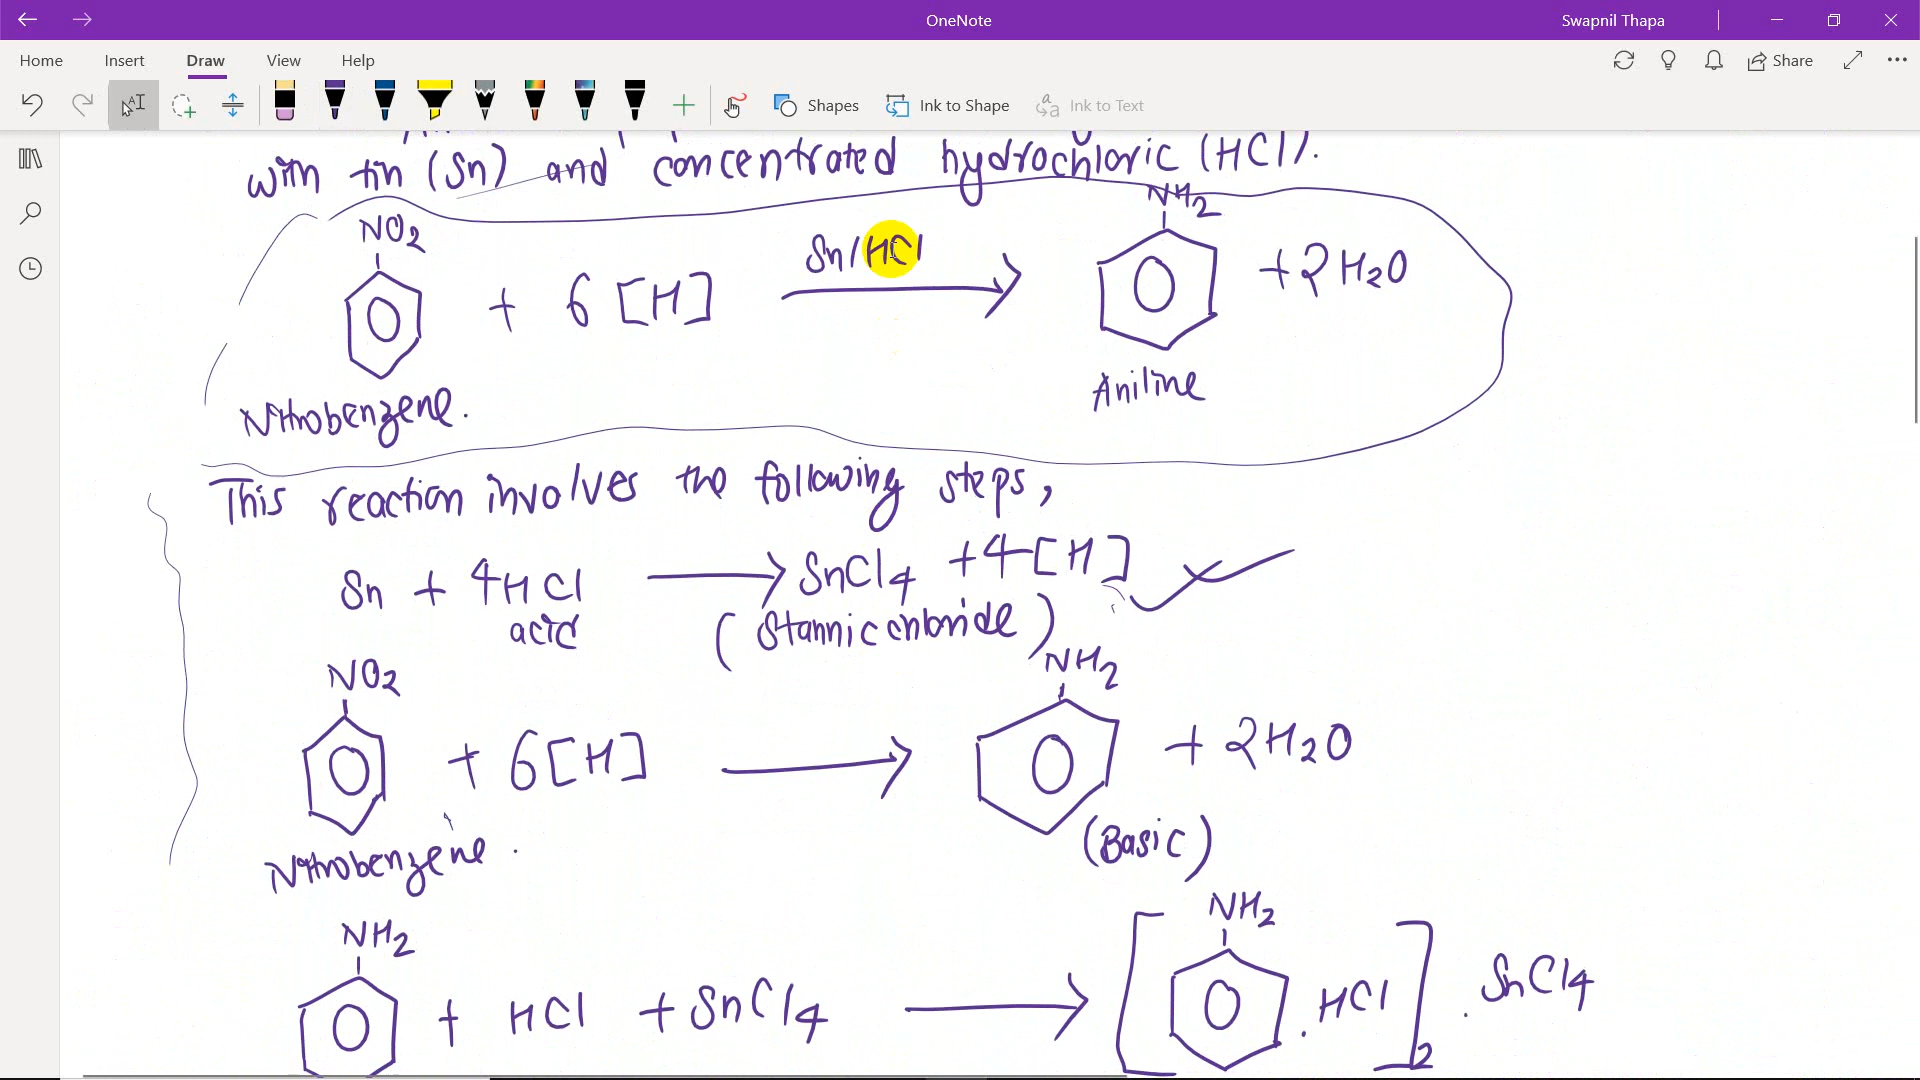 OneNote
Swapnil Thapa
Home Insert Draw View Help
Share
Shapes Ink to Shape Ink to Text
with tin (Sn) and concentrated hydrochloric (HCl).
NO2 + 6 [H] Sn/HCl NH2 + 2H2O
Nitrobenzene. Aniline
This reaction involves the following steps,
Sn + 4HCl SnCl4 + 4[H]
acid (Stannic chloride)
NO2 + 6[H] NH2 + 2H2O
Nitrobenzene. (Basic)
NH2 + HCl + SnCl4 [NH2 . HCl]2 . SnCl4